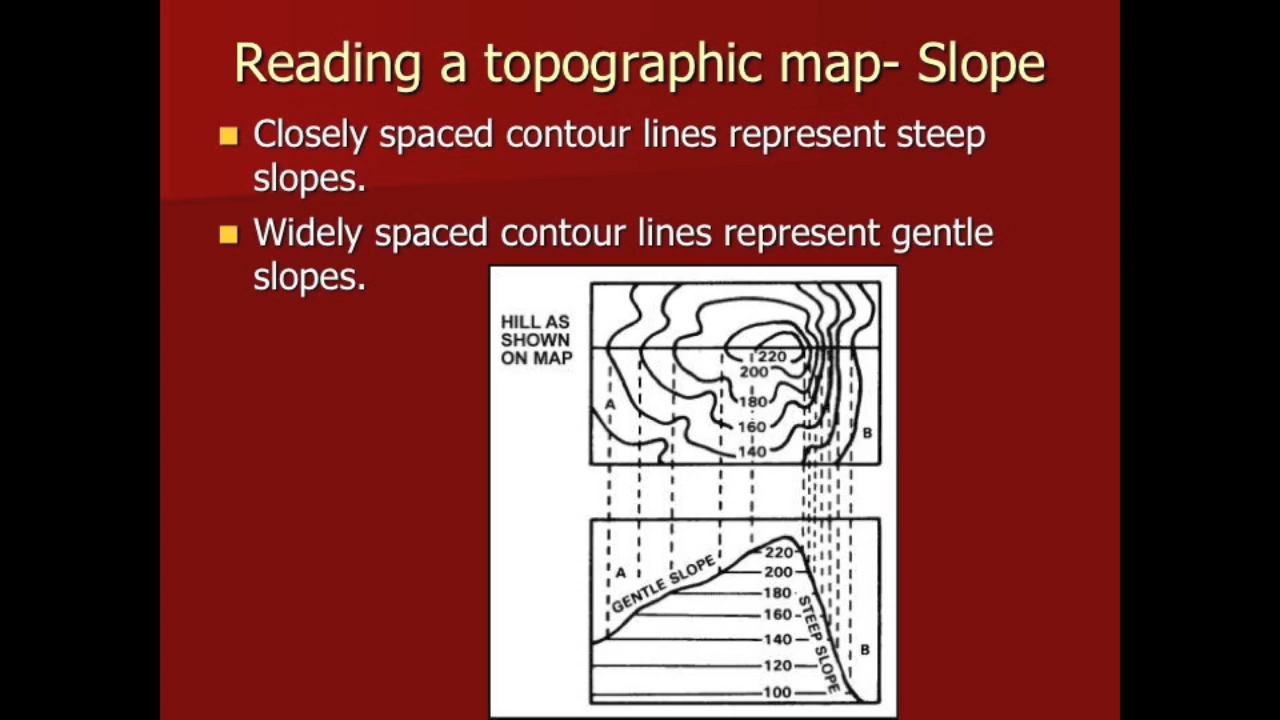 Reading a topographic map- Slope
Closely spaced contour lines represent steep
slopes.
Widely spaced contour lines represent gentle
slopes.
HILL AS
SHOWN
ON MAP
220
200
A
180
160
B
140
220
A
GENTLE SLOPE
200
180
160
STEEP SLOPE
140
B
120
100